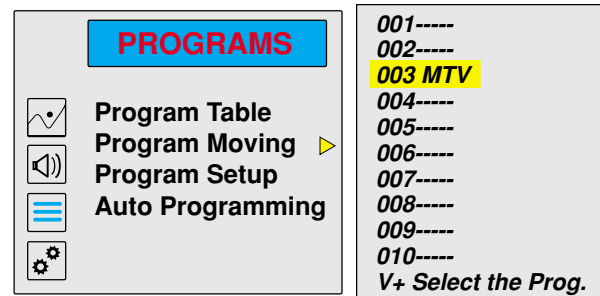 PROGRAMS
Program Table
Program Moving
Program Setup
Auto Programming
001-----
002-----
003 MTV
004-----
005-----
006-----
007-----
008-----
009-----
010-----
V+ Select the Prog.